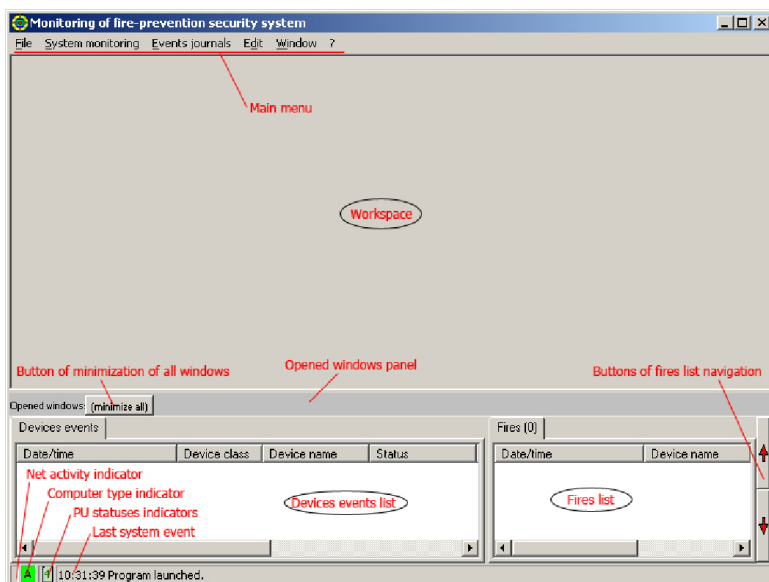 Monitoring of fire-prevention security system
File System monitoring Events journals Edit Window ?
Main menu
Workspace
Button of minimization of all windows
Opened windows panel
Buttons of fires list navigation
Opened windows: (minimize all)
Devices events
Fires (0)
Date/time Device class Device name Status
Date/time Device name
Net activity indicator
Computer type indicator
Devices events list
Fires list
PU statuses indicators
Last system event
A 4 10:31:39 Program launched.